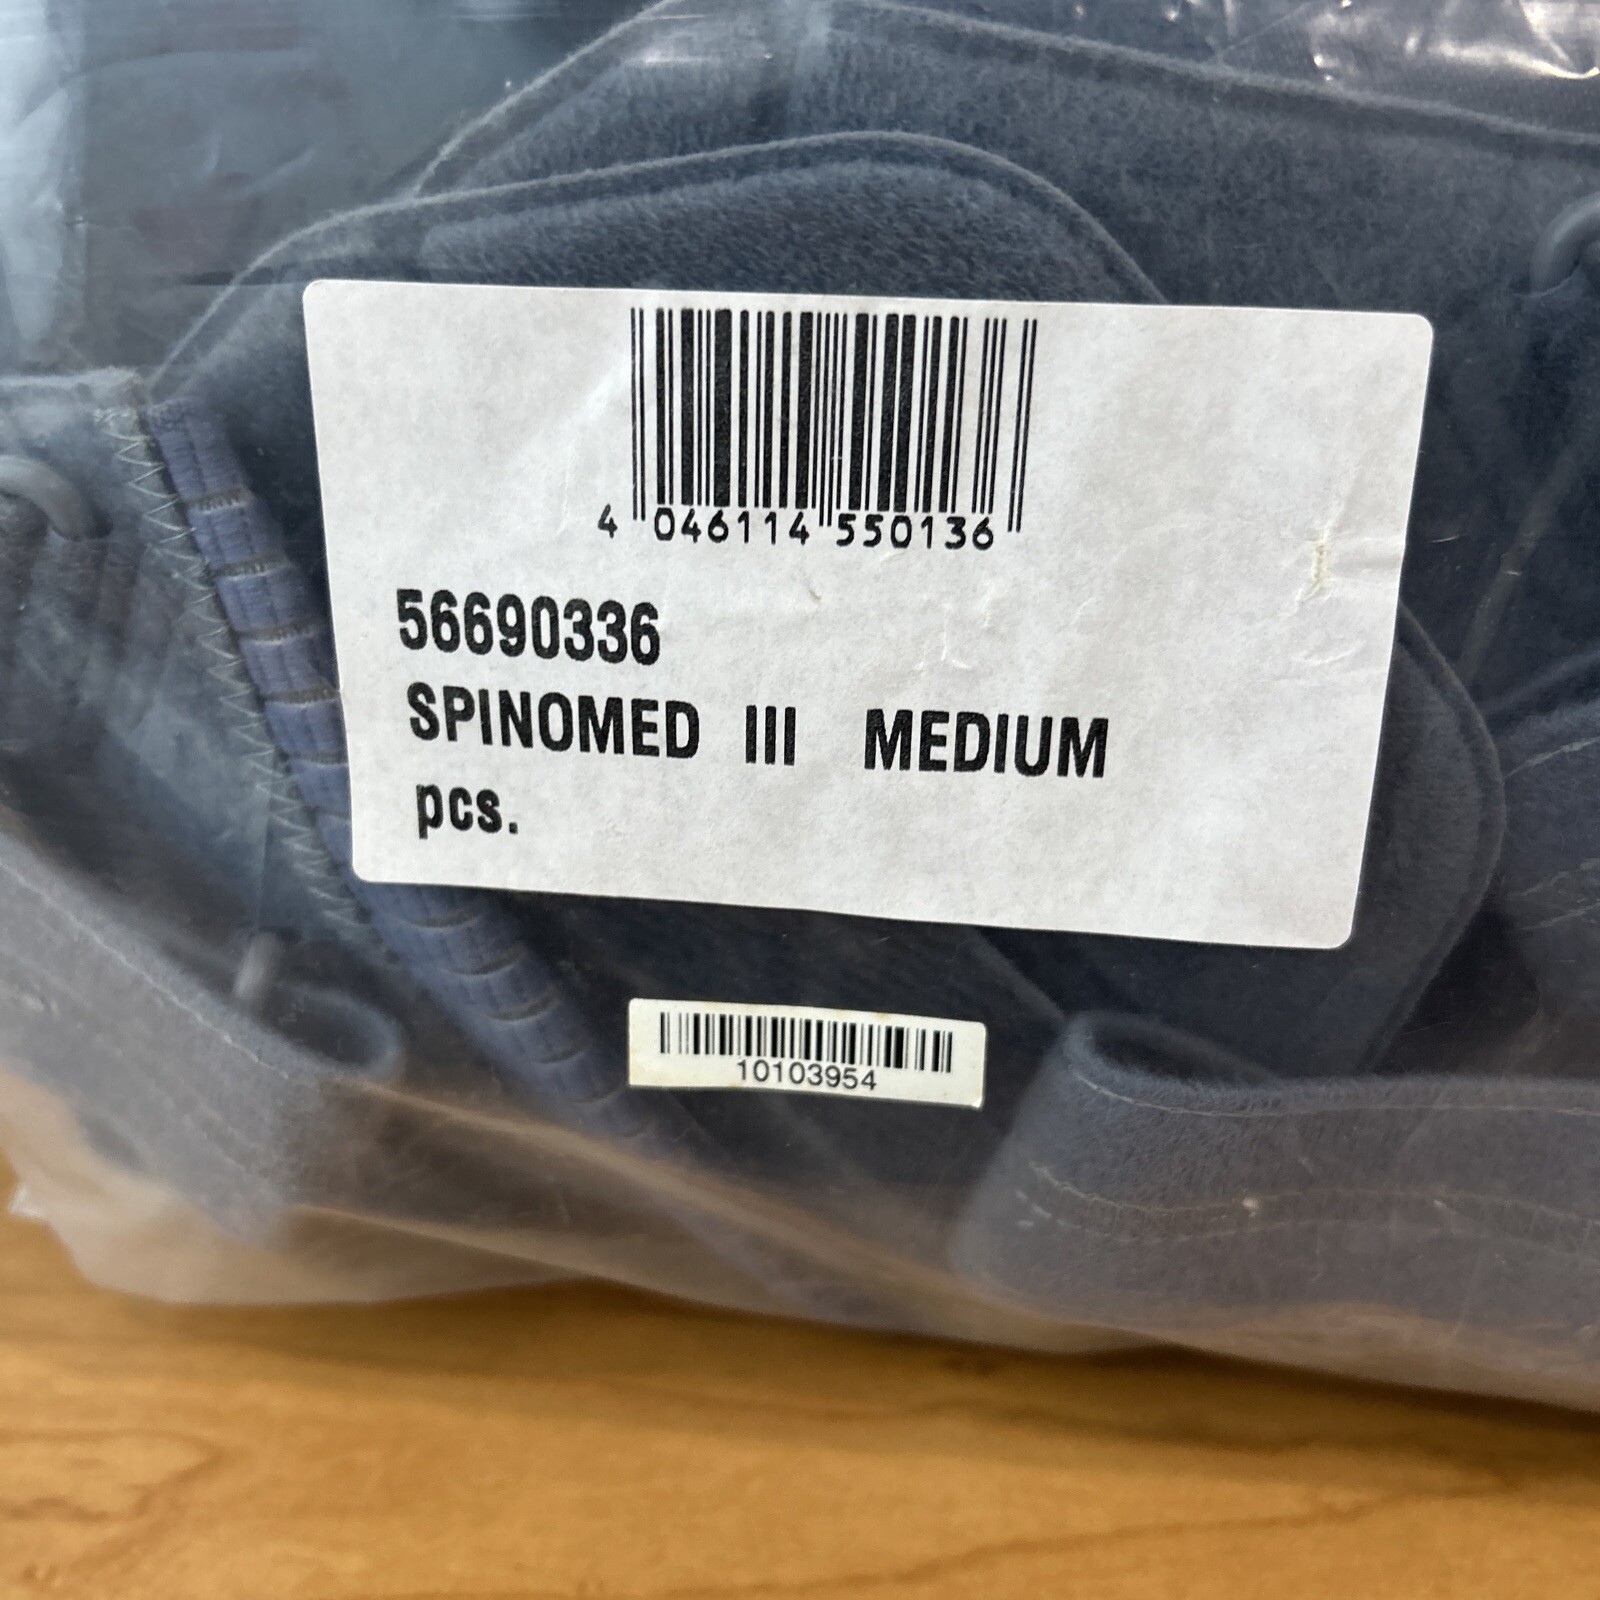 4 046114 550136
56690336
SPINOMED III MEDIUM
pcs.
10103954